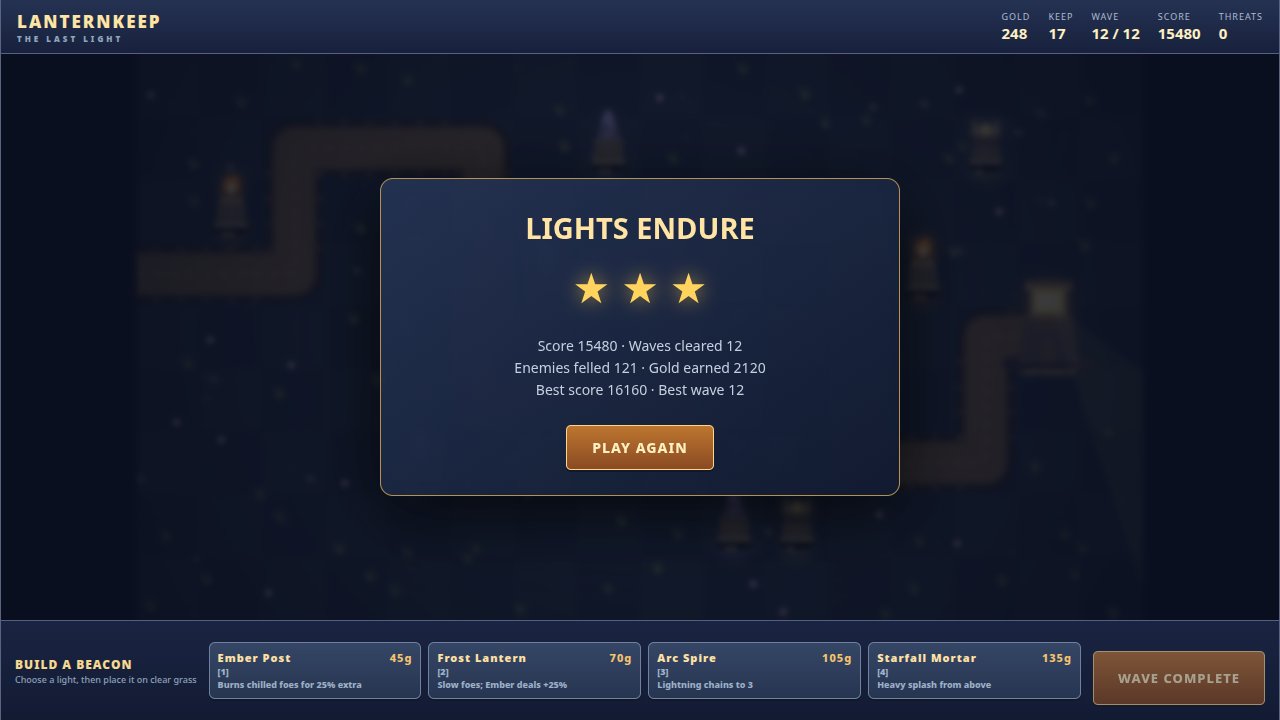 LANTERNKEEP
THE LAST LIGHT
GOLD KEEP WAVE SCORE THREATS
248 17 12 / 12 15480 0
LIGHTS ENDURE
★ ★ ★
Score 15480 · Waves cleared 12
Enemies felled 121 · Gold earned 2120
Best score 16160 · Best wave 12
PLAY AGAIN
BUILD A BEACON
Choose a light, then place it on clear grass
Ember Post 45g
[1]
Burns chilled foes for 25% extra
Frost Lantern 70g
[2]
Slow foes; Ember deals +25%
Arc Spire 105g
[3]
Lightning chains to 3
Starfall Mortar 135g
[4]
Heavy splash from above
WAVE COMPLETE